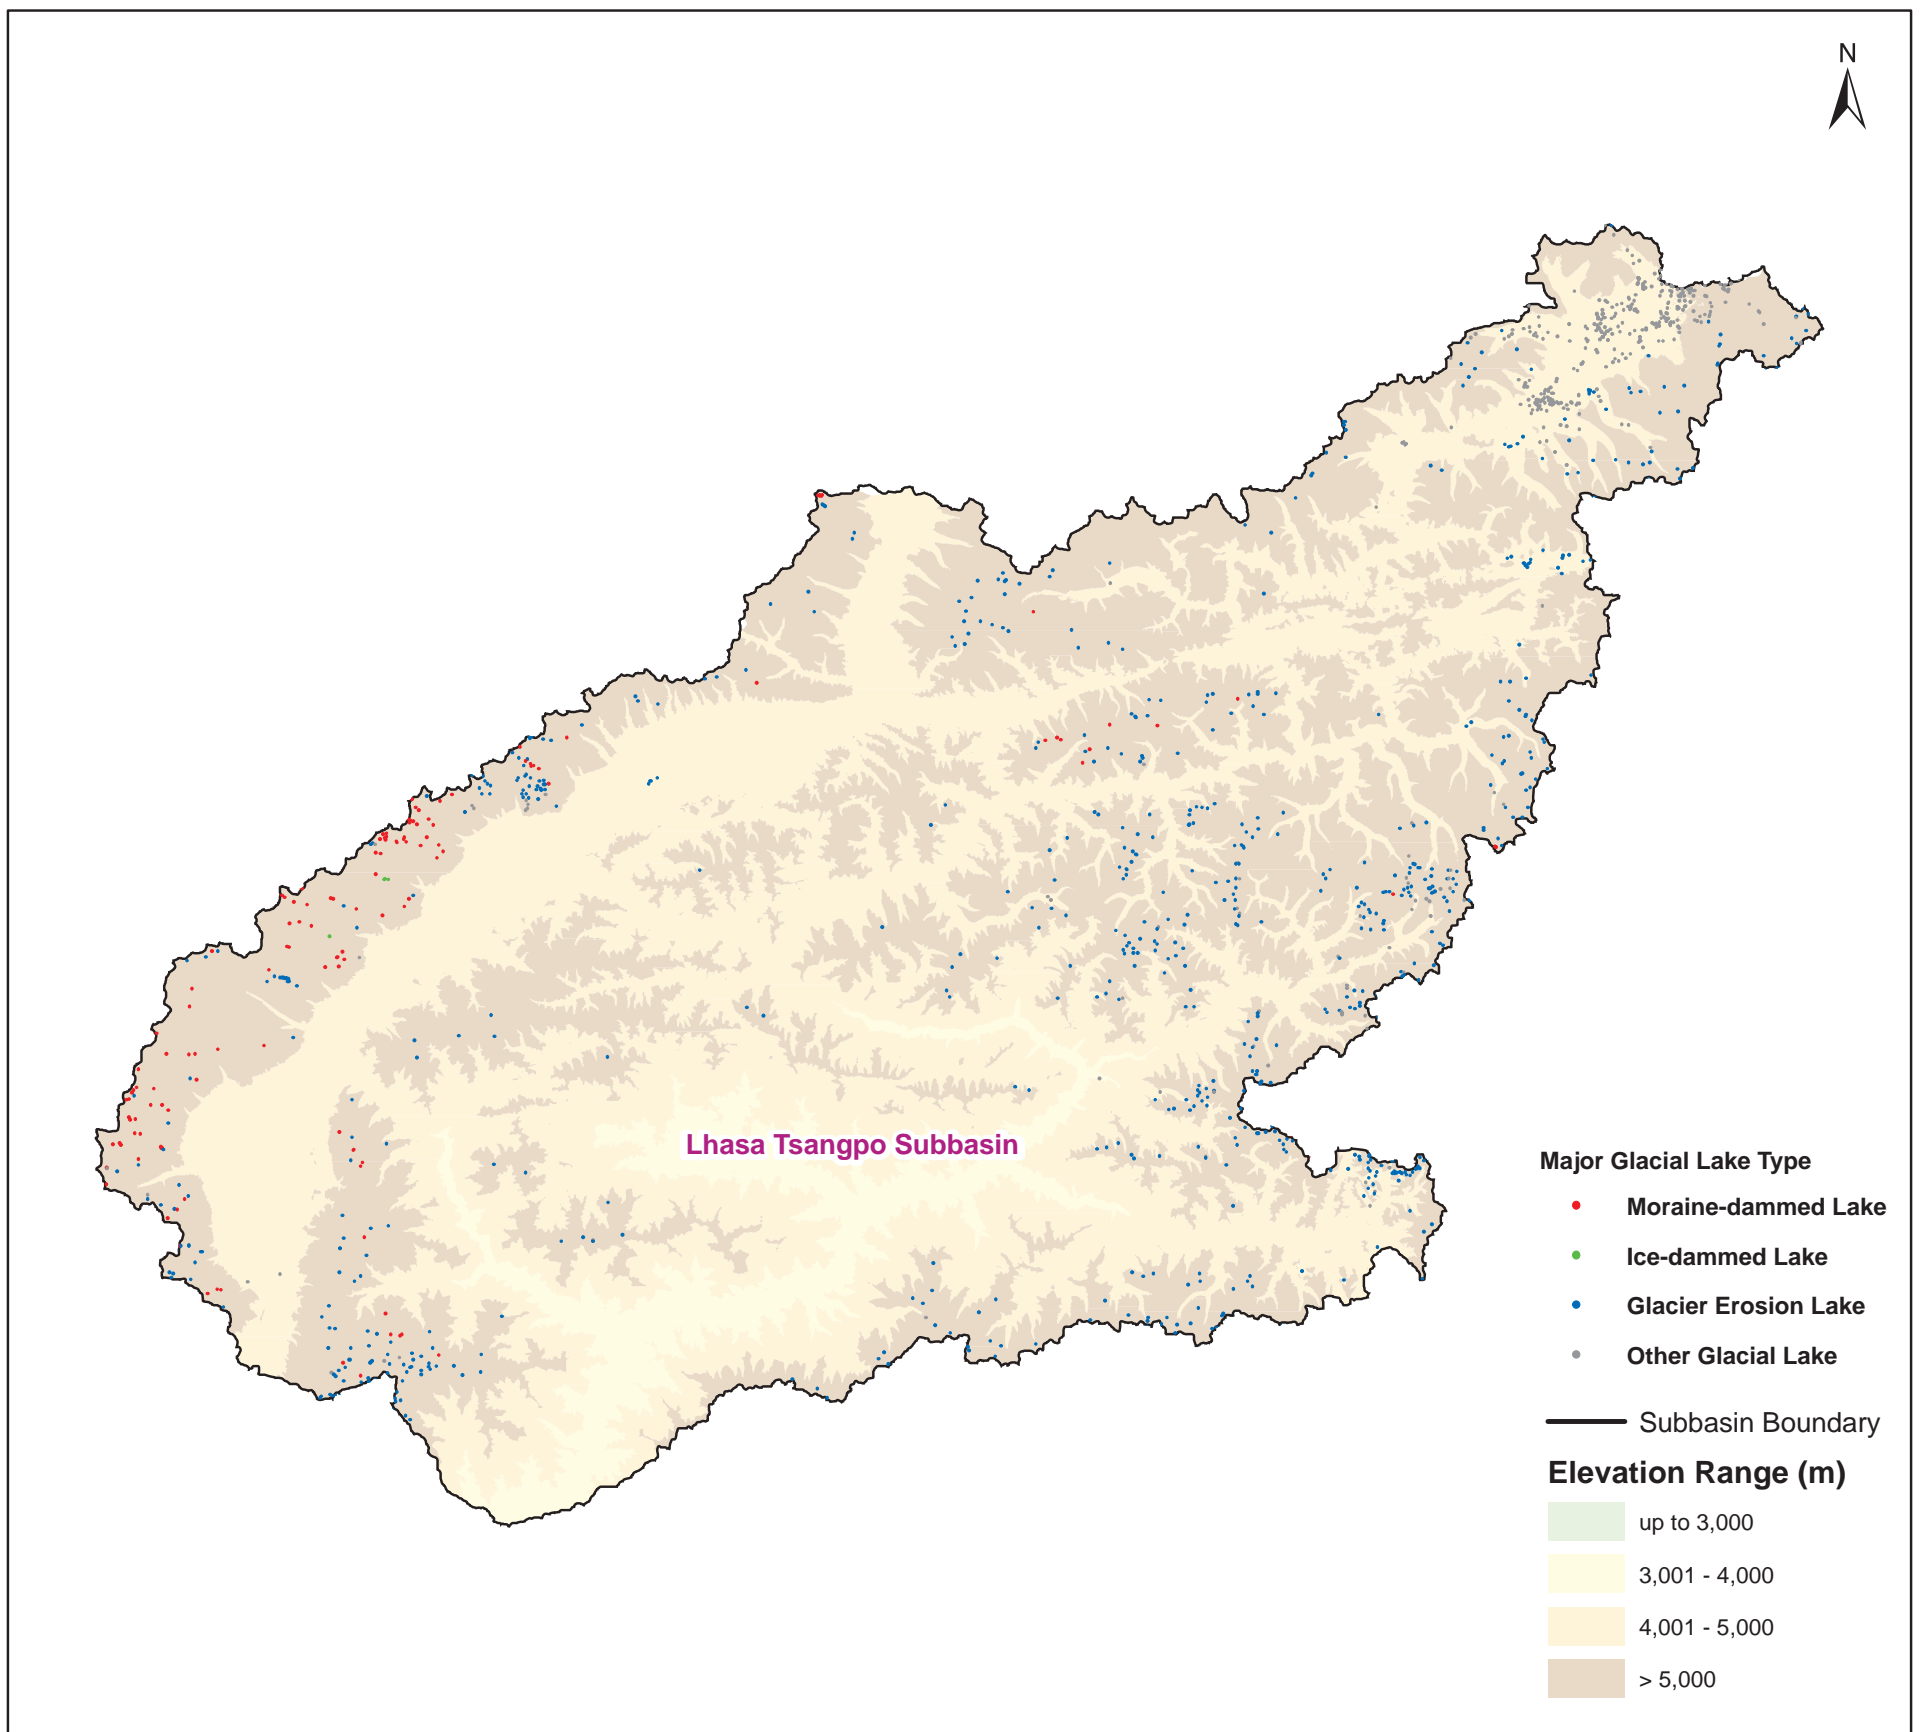 N
Lhasa Tsangpo Subbasin
Major Glacial Lake Type
Moraine-dammed Lake
Ice-dammed Lake
Glacier Erosion Lake
Other Glacial Lake
Subbasin Boundary
Elevation Range (m)
up to 3,000
3,001 - 4,000
4,001 - 5,000
> 5,000